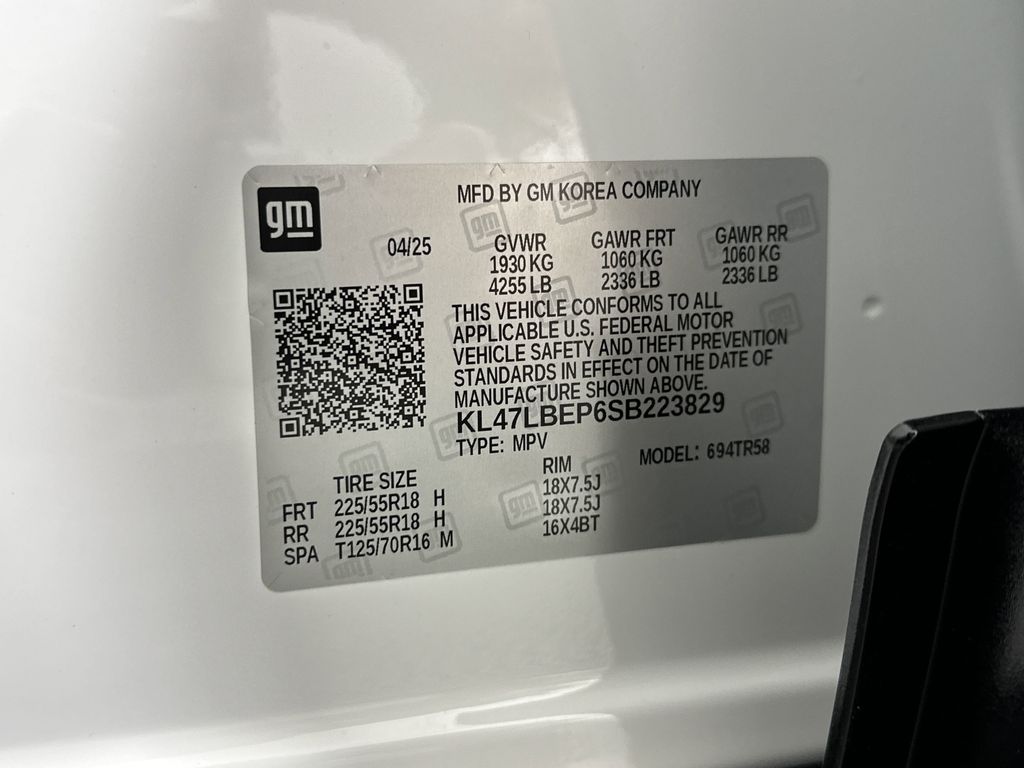 gm
MFD BY GM KOREA COMPANY
04/25
GVWR GAWR FRT GAWR RR
1930 KG 1060 KG 1060 KG
4255 LB 2336 LB 2336 LB
THIS VEHICLE CONFORMS TO ALL
APPLICABLE U.S. FEDERAL MOTOR
VEHICLE SAFETY AND THEFT PREVENTION
STANDARDS IN EFFECT ON THE DATE OF
MANUFACTURE SHOWN ABOVE.
KL47LBEP6SB223829
TYPE: MPV MODEL: 694TR58
TIRE SIZE RIM
FRT 225/55R18 H 18X7.5J
RR 225/55R18 H 18X7.5J
SPA T125/70R16 M 16X4BT